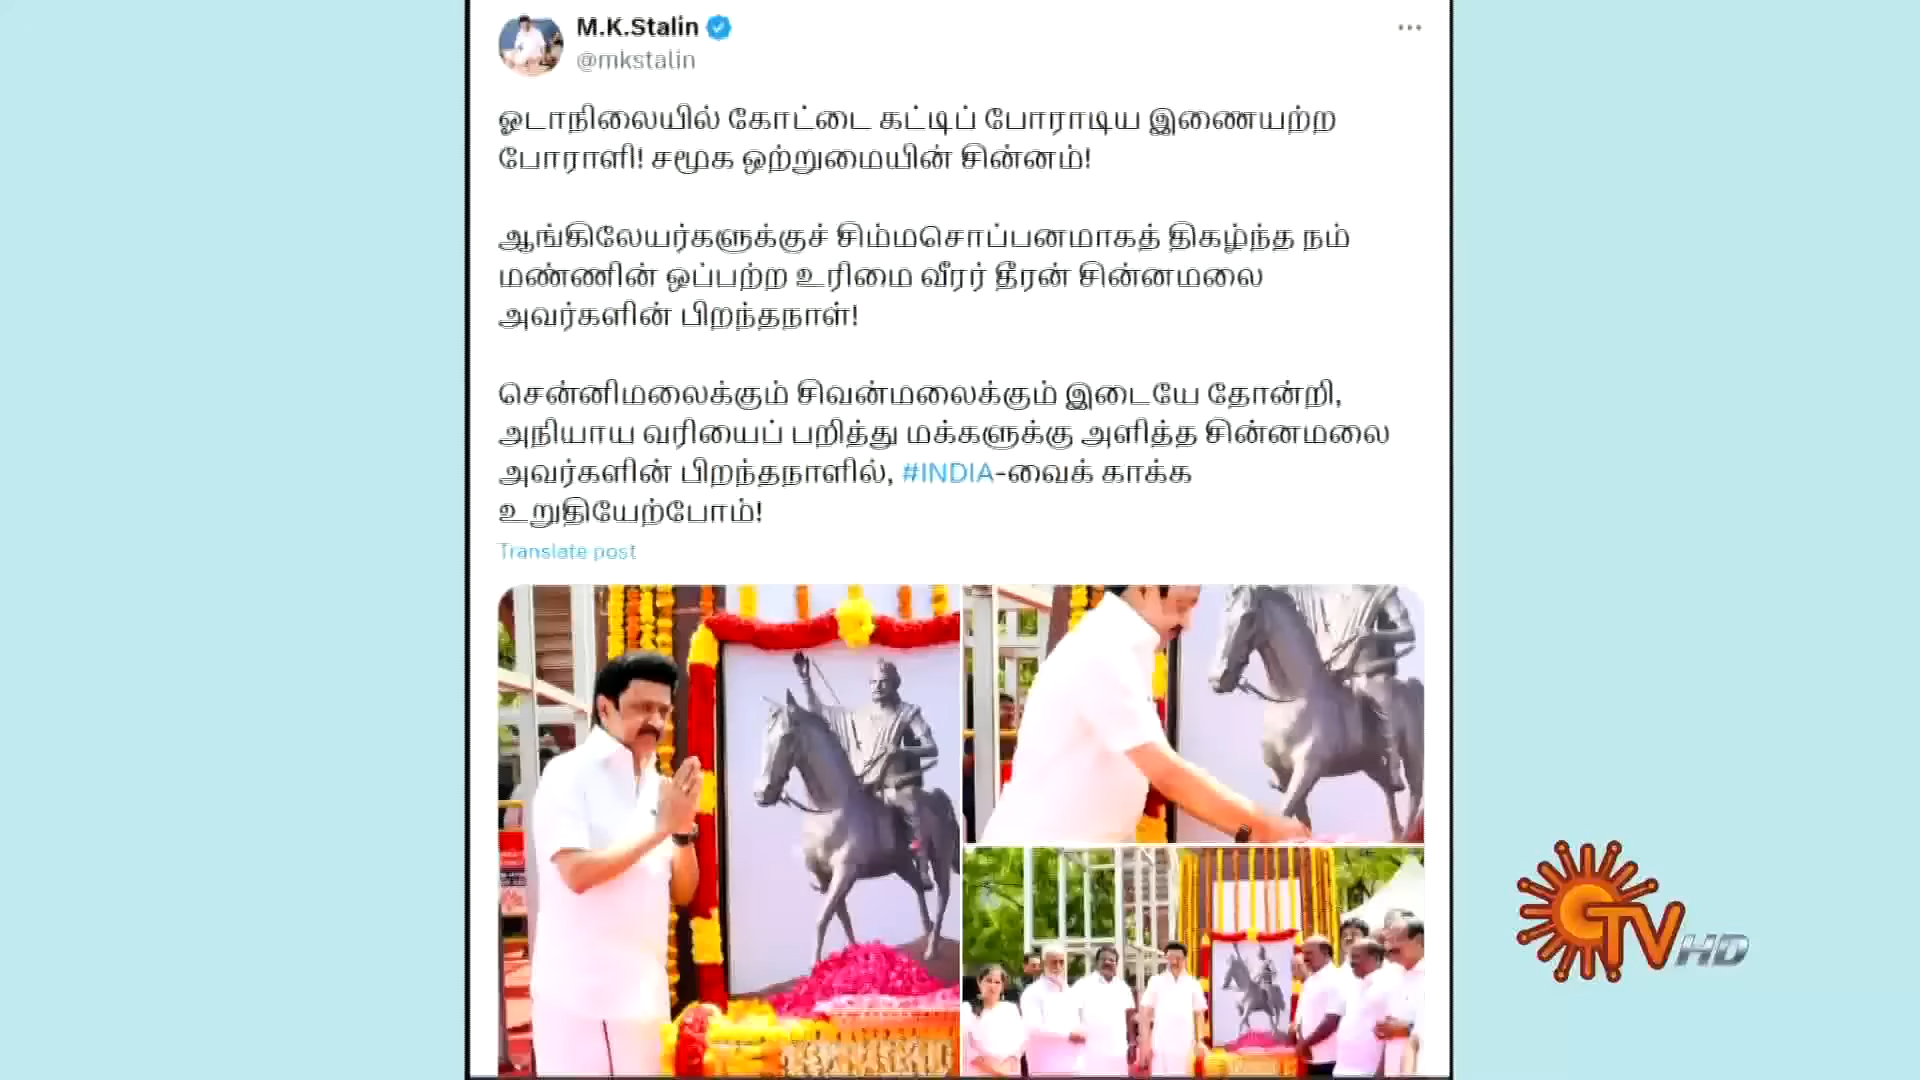 M.K.Stalin
@mkstalin
ஓடாநிலையில் கோட்டை கட்டிப் போராடிய இணையற்ற
போராளி! சமூக ஒற்றுமையின் சின்னம்!
ஆங்கிலேயர்களுக்குச் சிம்மசொப்பனமாகத் திகழ்ந்த நம்
மண்ணின் ஒப்பற்ற உரிமை வீரர் தீரன் சின்னமலை
அவர்களின் பிறந்தநாள்!
சென்னிமலைக்கும் சிவன்மலைக்கும் இடையே தோன்றி,
அநியாய வரியைப் பறித்து மக்களுக்கு அளித்த சின்னமலை
அவர்களின் பிறந்தநாளில், #INDIA-வைக் காக்க
உறுதியேற்போம்!
Translate post
TV HD